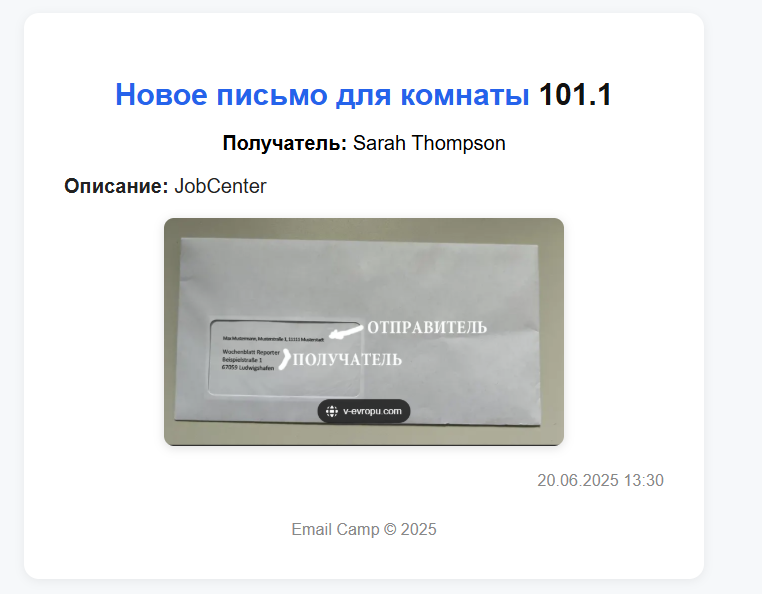 Новое письмо для комнаты 101.1
Получатель: Sarah Thompson
Описание: JobCenter
ОТПРАВИТЕЛЬ
Max Mustermann, Musterstraße 1, 11111 Musterstadt
Wochenblatt Reporter
ПОЛУЧАТЕЛЬ
Beispielstraße 1
67059 Ludwigshafen
v-evropu.com
20.06.2025 13:30
Email Camp © 2025